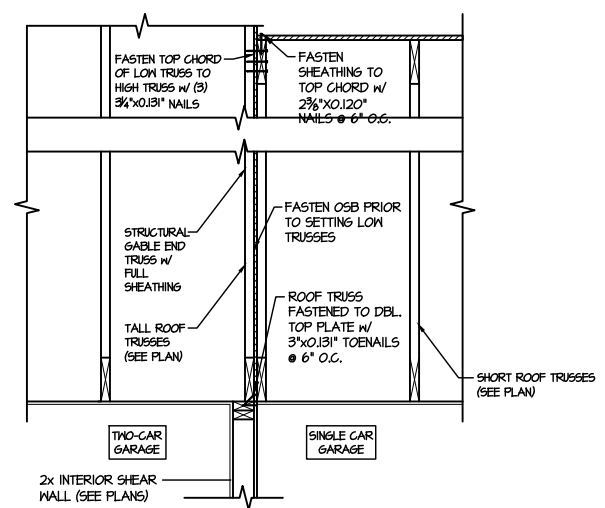 FASTEN TOP CHORD
OF LOW TRUSS TO
HIGH TRUSS w/ (3)
3¼"x0.131" NAILS
FASTEN
SHEATHING TO
TOP CHORD w/
2⅜"x0.120"
NAILS @ 6" O.C.
STRUCTURAL
GABLE END
TRUSS w/
FULL
SHEATHING
FASTEN OSB PRIOR
TO SETTING LOW
TRUSSES
TALL ROOF
TRUSSES
(SEE PLAN)
ROOF TRUSS
FASTENED TO DBL.
TOP PLATE w/
3"x0.131" TOENAILS
@ 6" O.C.
SHORT ROOF TRUSSES
(SEE PLAN)
TWO-CAR
GARAGE
SINGLE CAR
GARAGE
2x INTERIOR SHEAR
WALL (SEE PLANS)